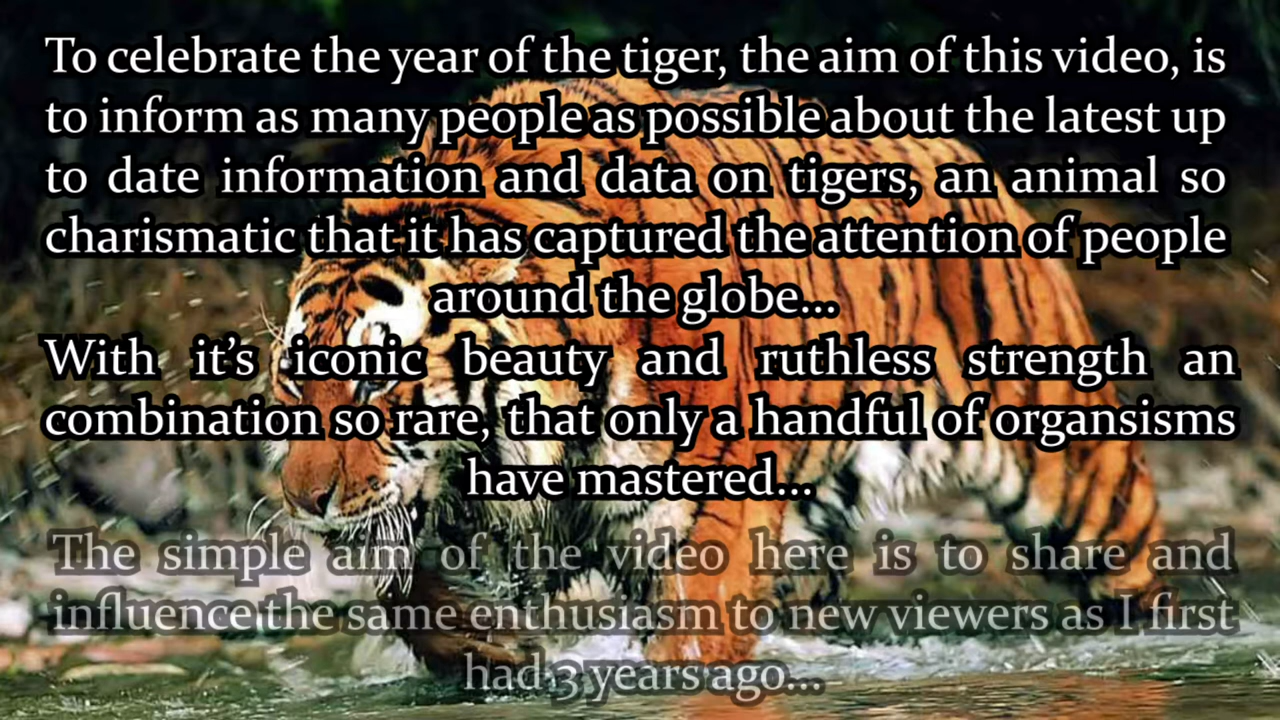 To celebrate the year of the tiger, the aim of this video, is
to inform as many people as possible about the latest up
to date information and data on tigers, an animal so
charismatic that it has captured the attention of people
around the globe...
With it’s iconic beauty and ruthless strength an
combination so rare, that only a handful of organsisms
have mastered...
The simple aim of the video here is to share and
influence the same enthusiasm to new viewers as I first
had 3 years ago...